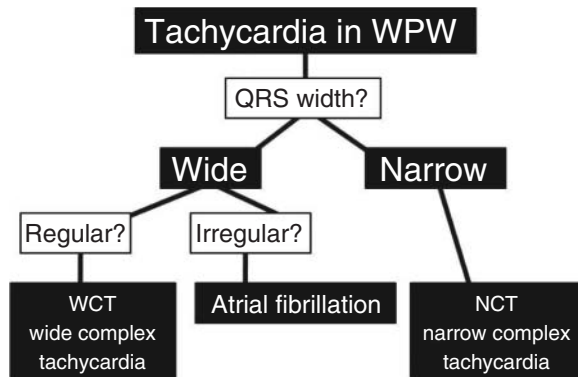 Tachycardia in WPW
QRS width?
Wide
Narrow
Regular?
Irregular?
WCT
wide complex
tachycardia
Atrial fibrillation
NCT
narrow complex
tachycardia